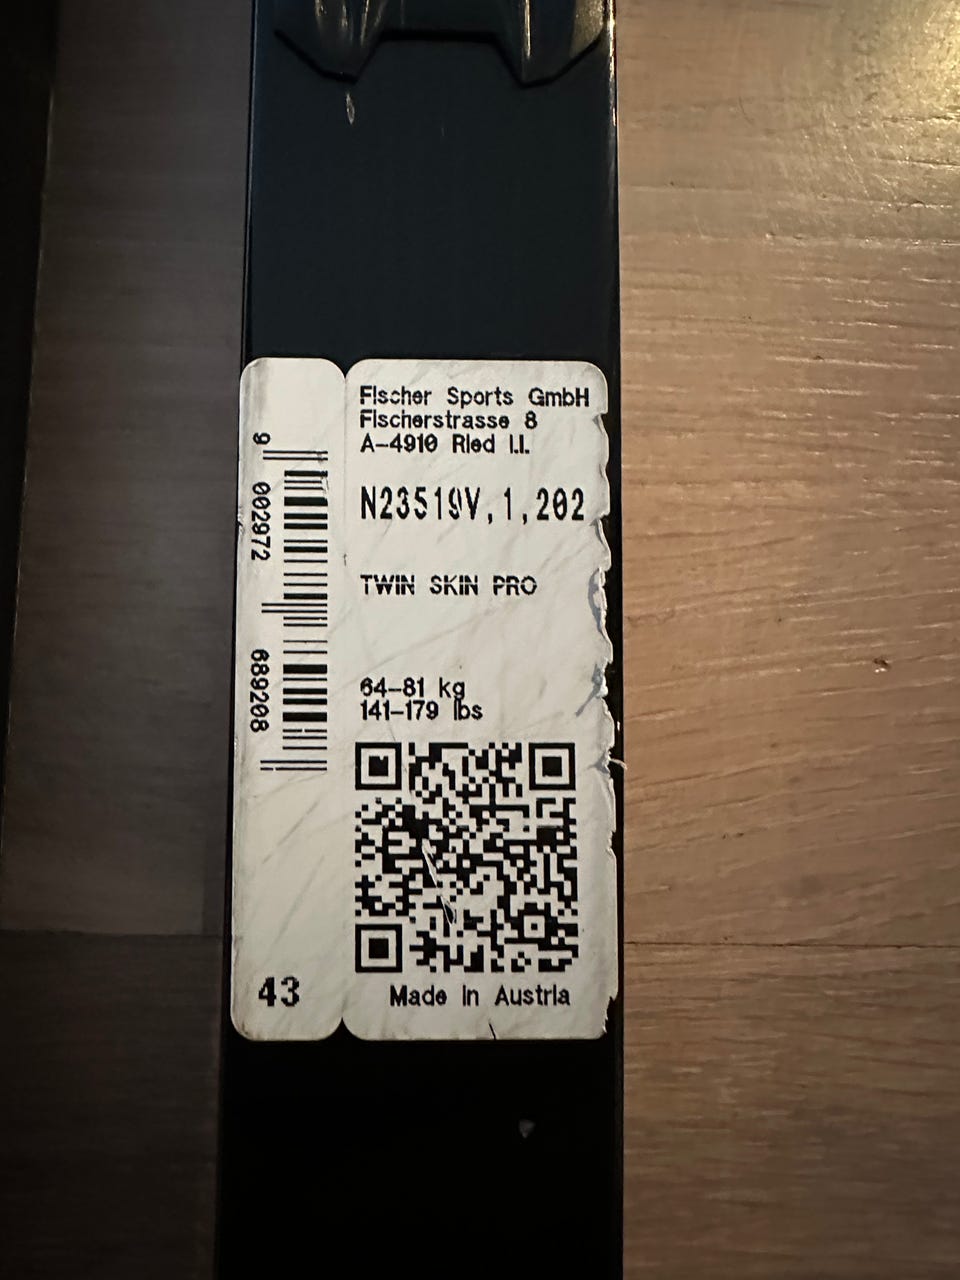 Fischer Sports GmbH
Fischerstrasse 8
A-4910 Ried i.I.
N23519V,1,202
TWIN SKIN PRO
64-81 kg
141-179 lbs
Made in Austria
9 002972 689208
43